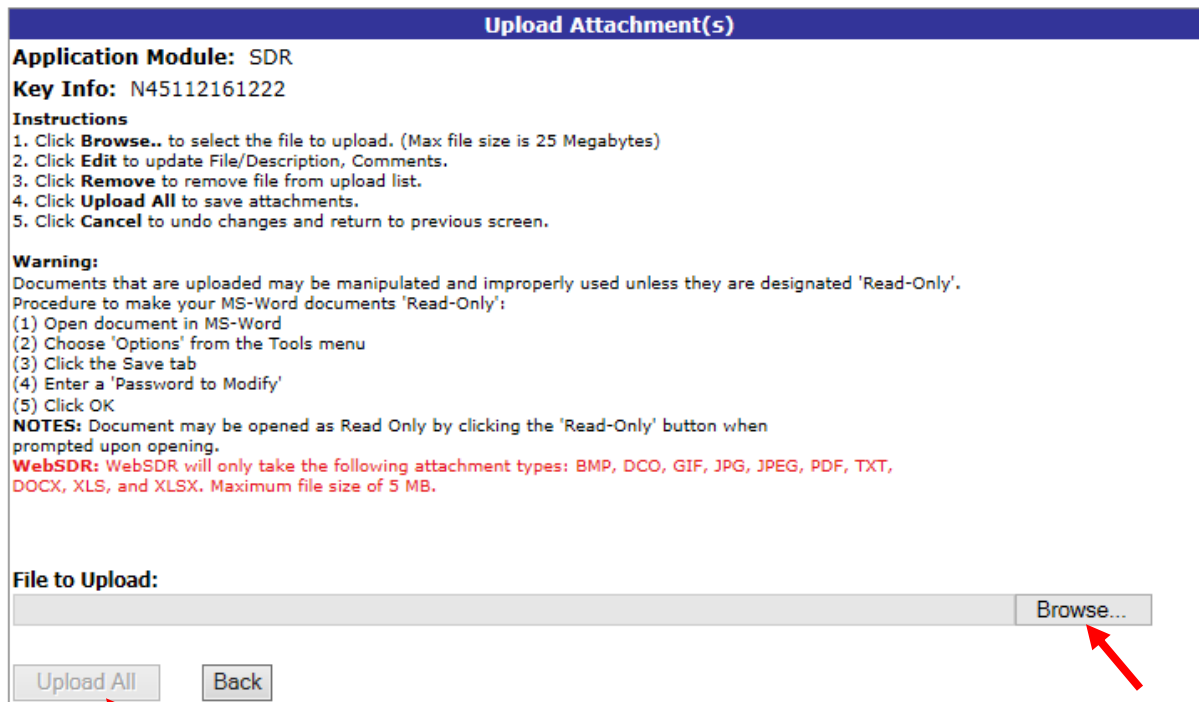 Upload Attachment(s)
Application Module: SDR
Key Info: N45112161222
Instructions
1. Click Browse.. to select the file to upload. (Max file size is 25 Megabytes)
2. Click Edit to update File/Description, Comments.
3. Click Remove to remove file from upload list.
4. Click Upload All to save attachments.
5. Click Cancel to undo changes and return to previous screen.
Warning:
Documents that are uploaded may be manipulated and improperly used unless they are designated 'Read-Only'.
Procedure to make your MS-Word documents 'Read-Only':
(1) Open document in MS-Word
(2) Choose 'Options' from the Tools menu
(3) Click the Save tab
(4) Enter a 'Password to Modify'
(5) Click OK
NOTES: Document may be opened as Read Only by clicking the 'Read-Only' button when
prompted upon opening.
WebSDR: WebSDR will only take the following attachment types: BMP, DCO, GIF, JPG, JPEG, PDF, TXT,
DOCX, XLS, and XLSX. Maximum file size of 5 MB.
File to Upload:
Browse...
Upload All Back